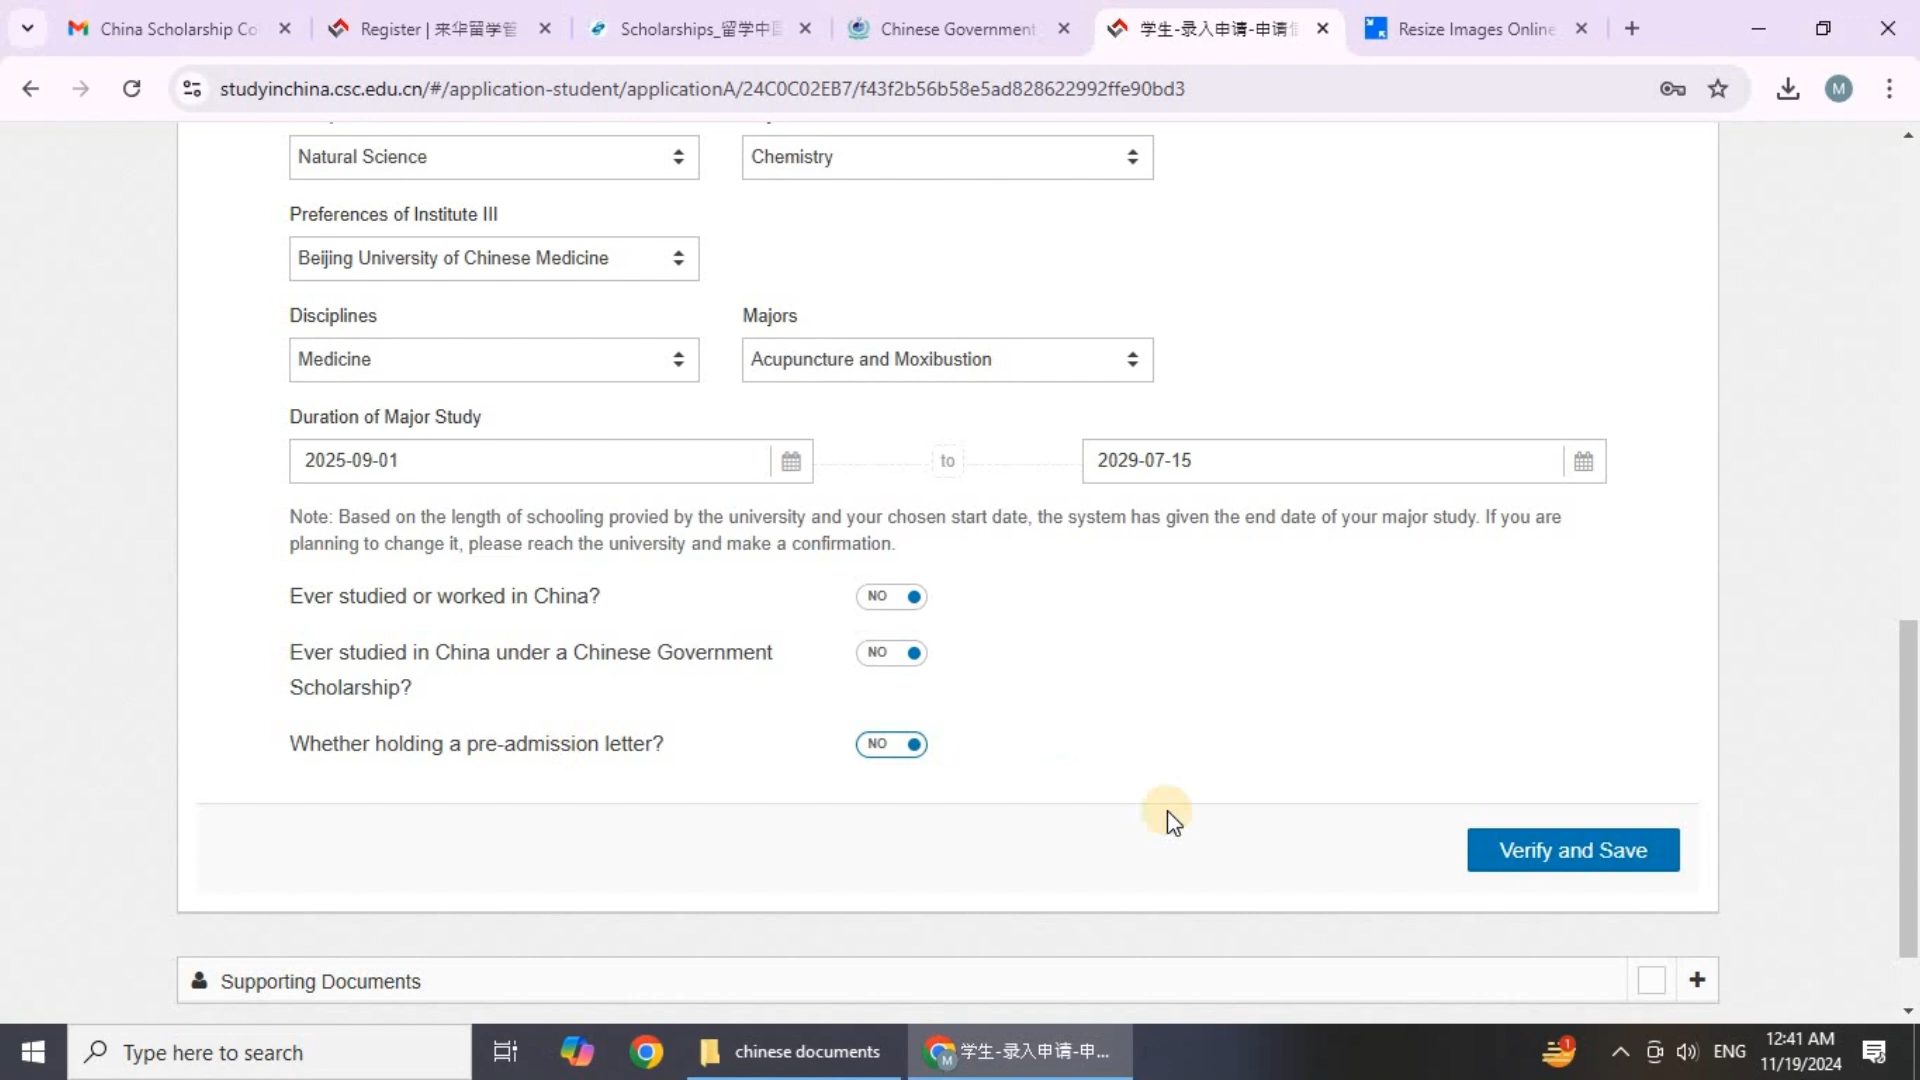 China Scholarship Co
Register | 来华留学管
Scholarships_留学中国
Chinese Government
学生-录入申请-申请信
Resize Images Online
studyinchina.csc.edu.cn/#/application-student/applicationA/24C0C02EB7/f43f2b56b58e5ad828622992ffe90bd3
M
Natural Science
Chemistry
Preferences of Institute III
Beijing University of Chinese Medicine
Disciplines
Majors
Medicine
Acupuncture and Moxibustion
Duration of Major Study
2025-09-01
to
2029-07-15
Note: Based on the length of schooling provied by the university and your chosen start date, the system has given the end date of your major study. If you are
planning to change it, please reach the university and make a confirmation.
Ever studied or worked in China?
NO
Ever studied in China under a Chinese Government
Scholarship?
NO
Whether holding a pre-admission letter?
NO
Verify and Save
Supporting Documents
Type here to search
chinese documents
学生-录入申请-申...
1
ENG
12:41 AM
11/19/2024